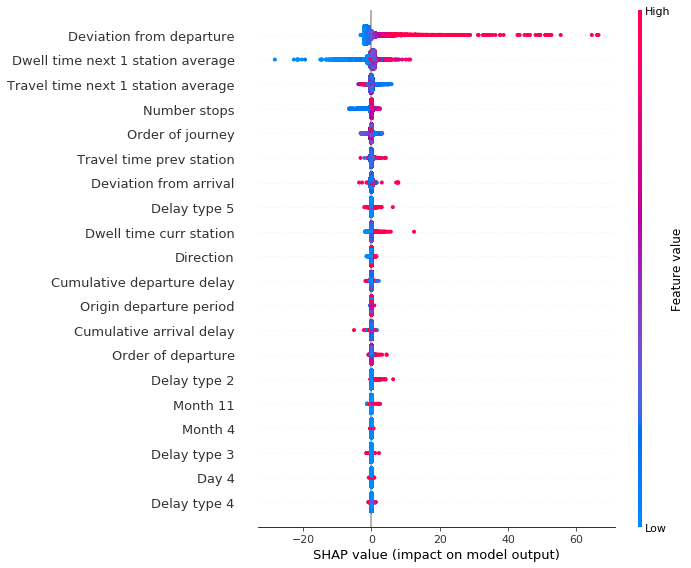 High
Deviation from departure
Dwell time next 1 station average
Travel time next 1 station average
Number stops
Order of journey
Travel time prev station
Deviation from arrival
Delay type 5
Dwell time curr station
Direction
Cumulative departure delay
Origin departure period
Cumulative arrival delay
Order of departure
Delay type 2
Month 11
Month 4
Delay type 3
Day 4
Delay type 4
Feature value
Low
−20 0 20 40 60
SHAP value (impact on model output)